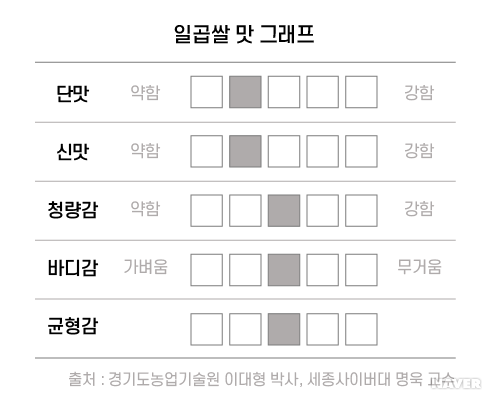 일곱쌀 맛 그래프
단맛 약함 강함
신맛 약함 강함
청량감 약함 강함
바디감 가벼움 무거움
균형감
출처 : 경기도농업기술원 이대형 박사, 세종사이버대 명욱 교수
NAVER